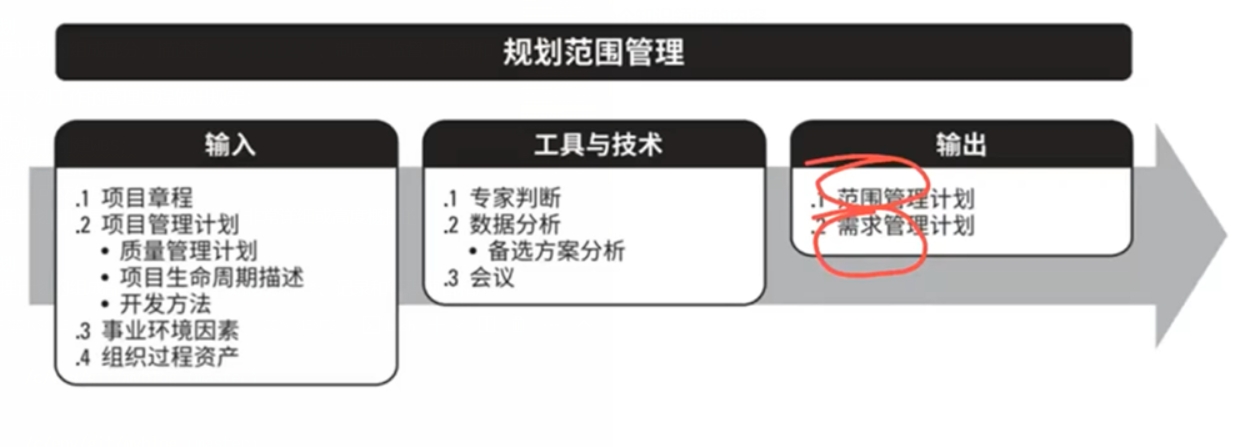 规划范围管理
输入
.1 项目章程
.2 项目管理计划
• 质量管理计划
• 项目生命周期描述
• 开发方法
.3 事业环境因素
.4 组织过程资产
工具与技术
.1 专家判断
.2 数据分析
• 备选方案分析
.3 会议
输出
.1 范围管理计划
.2 需求管理计划